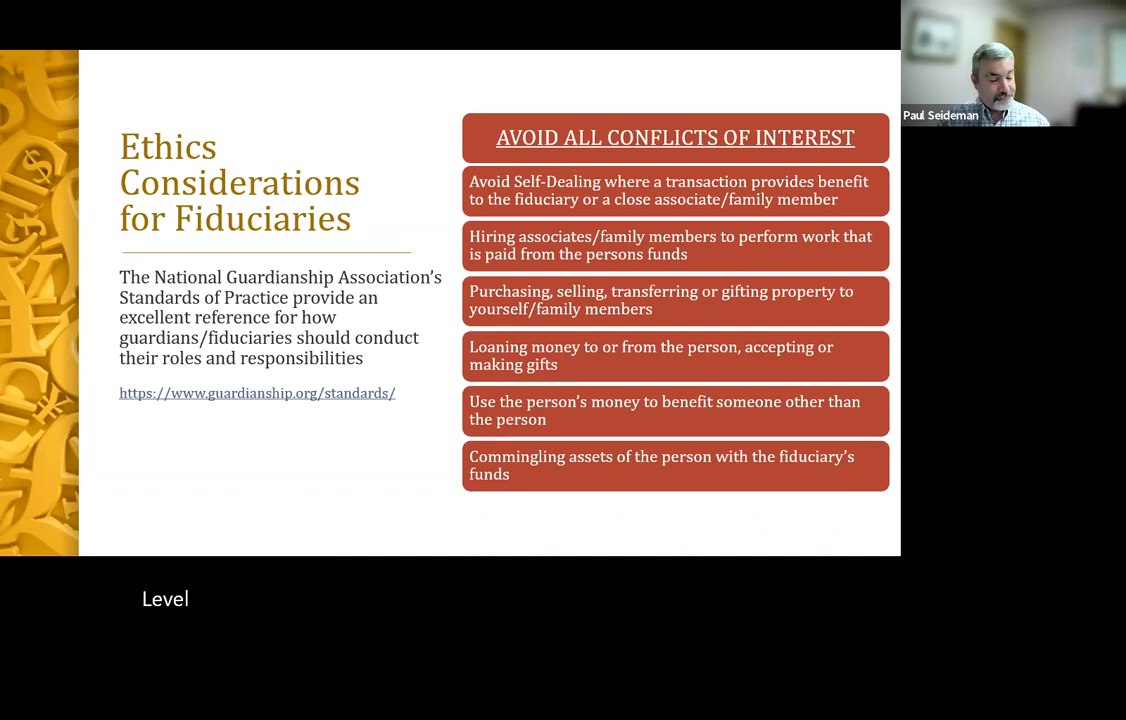 Ethics
Considerations
for Fiduciaries
The National Guardianship Association's
Standards of Practice provide an
excellent reference for how
guardians/fiduciaries should conduct
their roles and responsibilities
https://www.guardianship.org/standards/
AVOID ALL CONFLICTS OF INTEREST
Avoid Self-Dealing where a transaction provides benefit
to the fiduciary or a close associate/family member
Hiring associates/family members to perform work that
is paid from the persons funds
Purchasing, selling, transferring or gifting property to
yourself/family members
Loaning money to or from the person, accepting or
making gifts
Use the person's money to benefit someone other than
the person
Commingling assets of the person with the fiduciary's
funds
Paul Seideman
Level